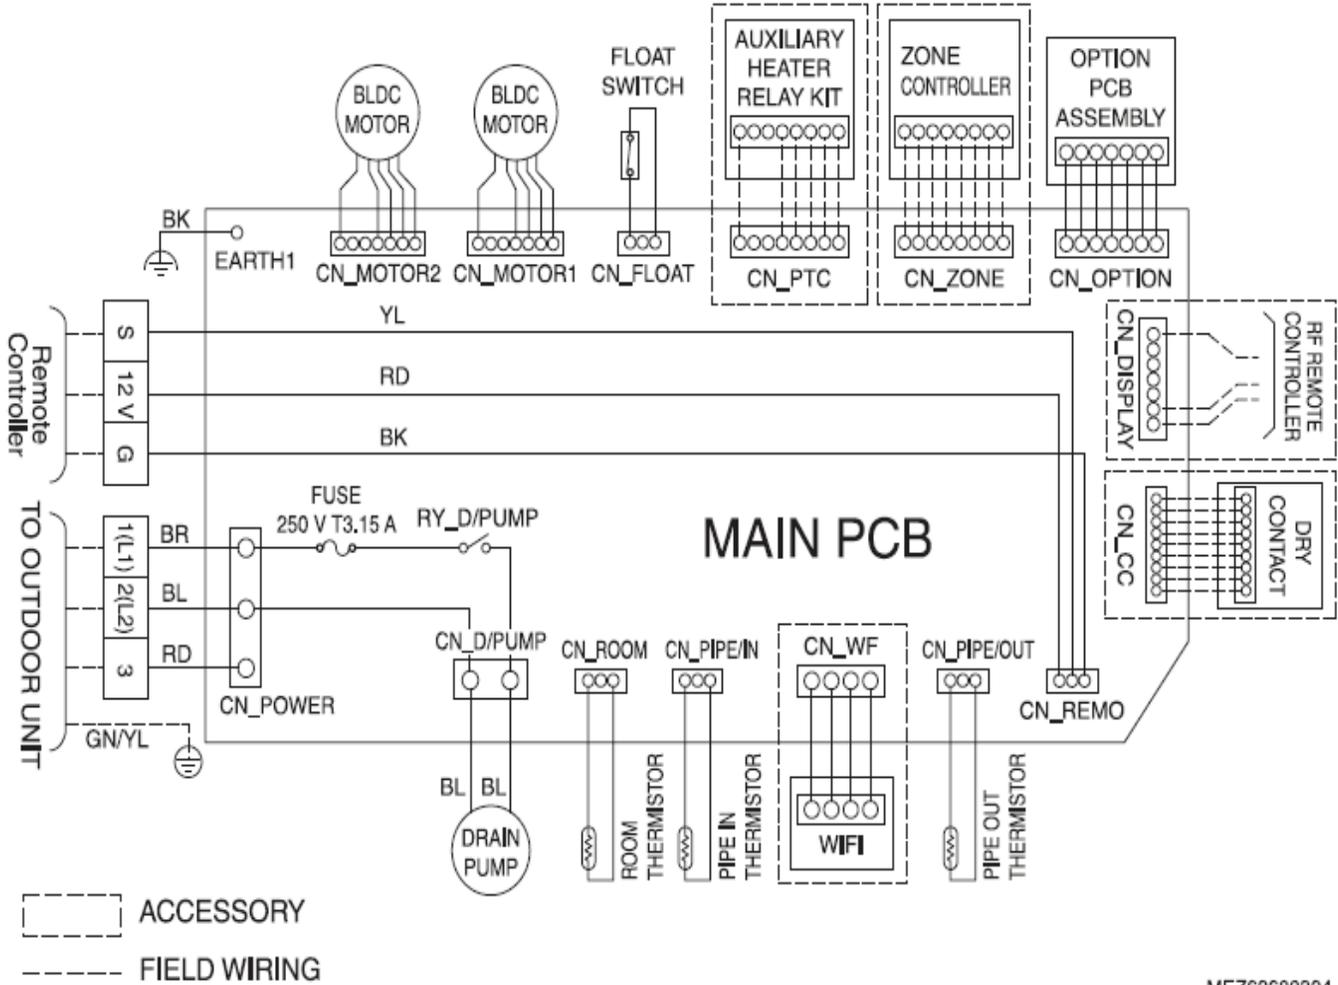 AUXILIARY
HEATER
RELAY KIT
ZONE
CONTROLLER
OPTION
PCB
ASSEMBLY
FLOAT
SWITCH
BLDC
MOTOR
BLDC
MOTOR
BK
EARTH1
CN_MOTOR2
CN_MOTOR1
CN_FLOAT
CN_PTC
CN_ZONE
CN_OPTION
Remote
Controller
S
12 V
G
YL
RD
BK
CN_DISPLAY
RF REMOTE
CONTROLLER
TO OUTDOOR UNIT
1(L1)
2(L2)
3
BR
BL
RD
GN/YL
CN_POWER
FUSE
250 V T3.15 A
RY_D/PUMP
MAIN PCB
CN_CC
DRY
CONTACT
CN_D/PUMP
CN_ROOM
CN_PIPE/IN
CN_WF
CN_PIPE/OUT
CN_REMO
BL
BL
DRAIN
PUMP
ROOM
THERMISTOR
PIPE IN
THERMISTOR
WIFI
PIPE OUT
THERMISTOR
ACCESSORY
FIELD WIRING